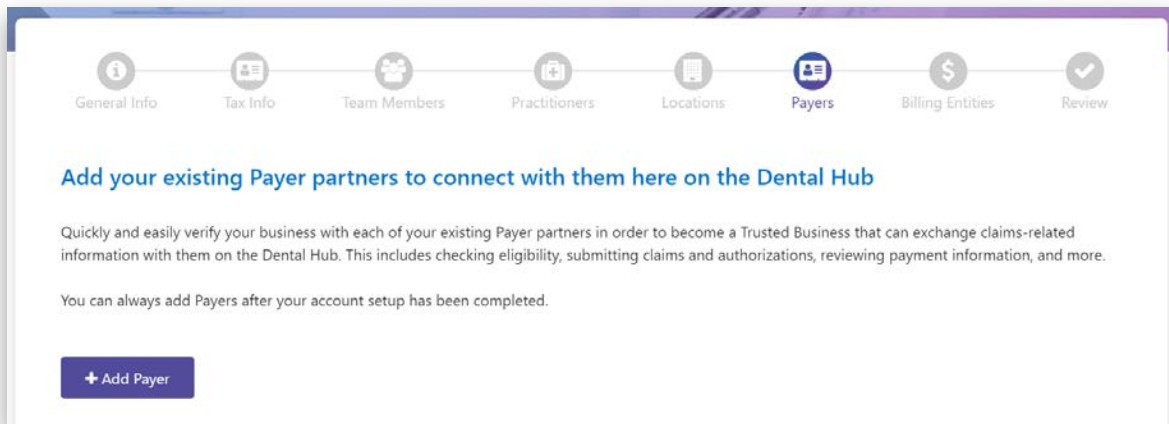 General Info Tax Info Team Members Practitioners Locations Payers Billing Entities Review
Add your existing Payer partners to connect with them here on the Dental Hub
Quickly and easily verify your business with each of your existing Payer partners in order to become a Trusted Business that can exchange claims-related
information with them on the Dental Hub. This includes checking eligibility, submitting claims and authorizations, reviewing payment information, and more.
You can always add Payers after your account setup has been completed.
+ Add Payer